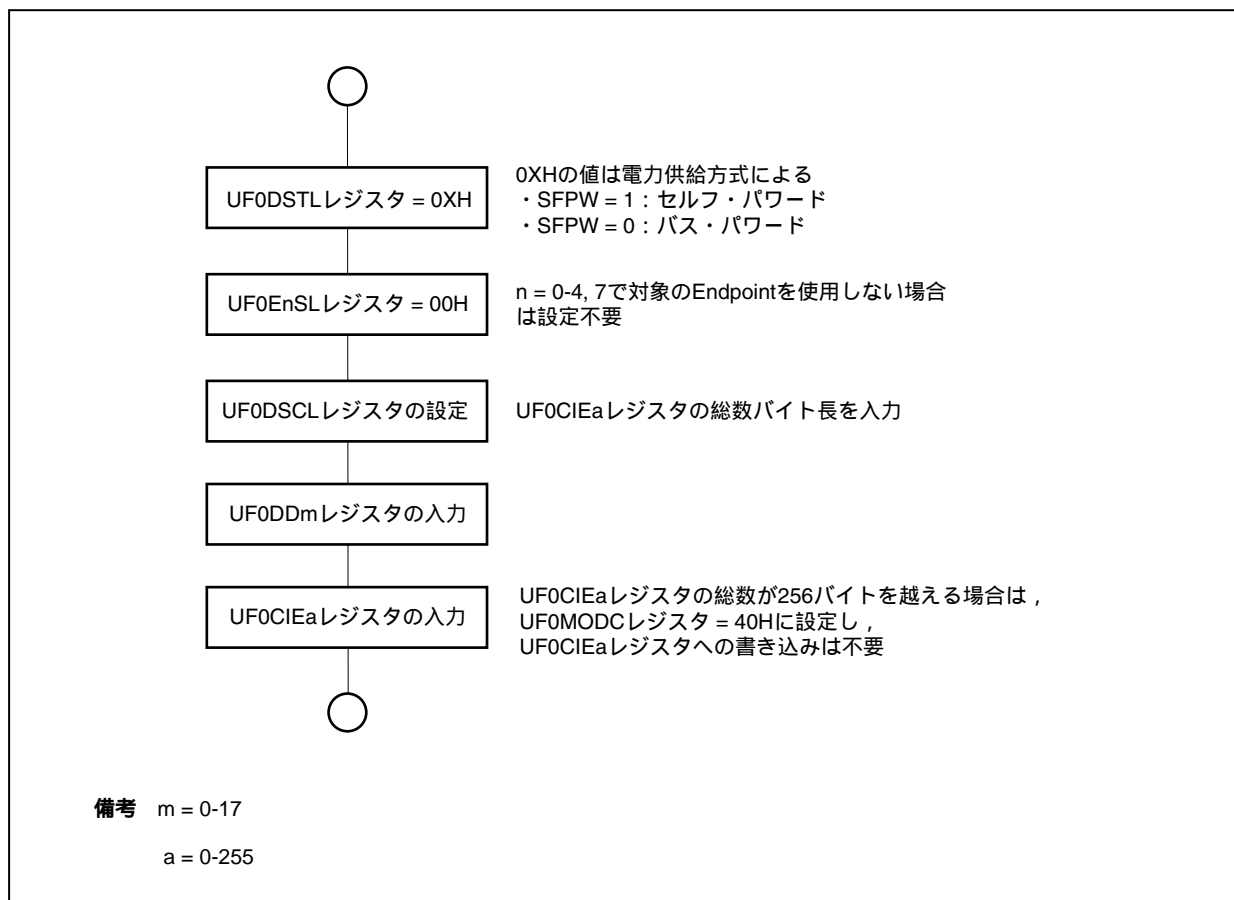 UF0DSTLレジスタ = 0XH
0XHの値は電力供給方式による
・SFPW = 1：セルフ・パワード
・SFPW = 0：バス・パワード
UF0EnSLレジスタ = 00H
n = 0-4, 7で対象のEndpointを使用しない場合
は設定不要
UF0DSCLレジスタの設定
UF0CIEaレジスタの総数バイト長を入力
UF0DDmレジスタの入力
UF0CIEaレジスタの入力
UF0CIEaレジスタの総数が256バイトを越える場合は，
UF0MODCレジスタ = 40Hに設定し，
UF0CIEaレジスタへの書き込みは不要
備考 m = 0-17
a = 0-255